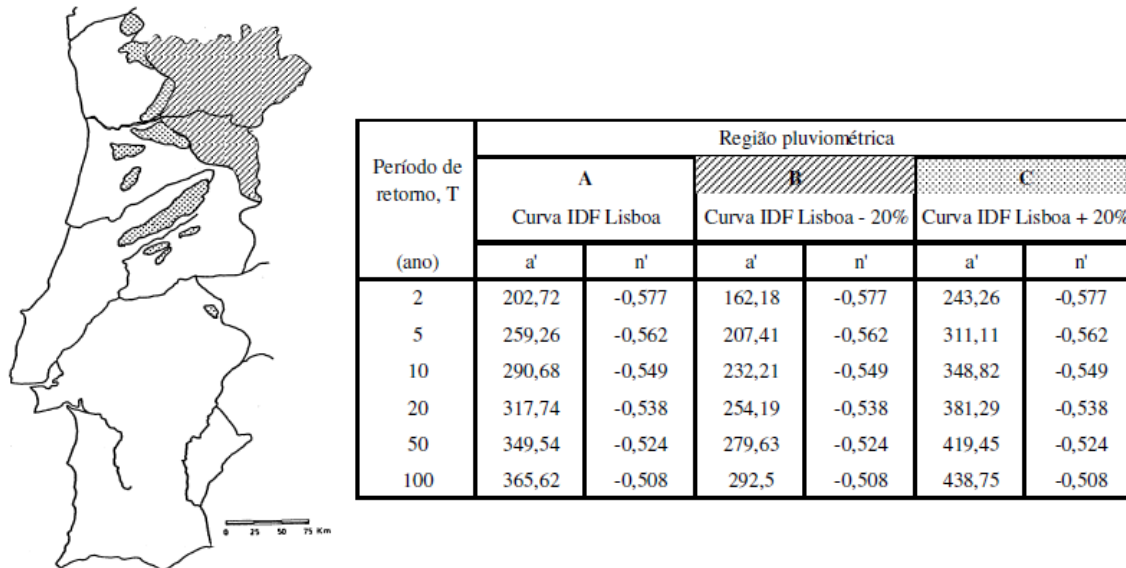 Região pluviométrica
Período de retorno, T
A B C
Curva IDF Lisboa Curva IDF Lisboa - 20% Curva IDF Lisboa + 20%
(ano) a' n' a' n' a' n'
2 202,72 -0,577 162,18 -0,577 243,26 -0,577
5 259,26 -0,562 207,41 -0,562 311,11 -0,562
10 290,68 -0,549 232,21 -0,549 348,82 -0,549
20 317,74 -0,538 254,19 -0,538 381,29 -0,538
50 349,54 -0,524 279,63 -0,524 419,45 -0,524
100 365,62 -0,508 292,5 -0,508 438,75 -0,508
0 25 50 75 Km